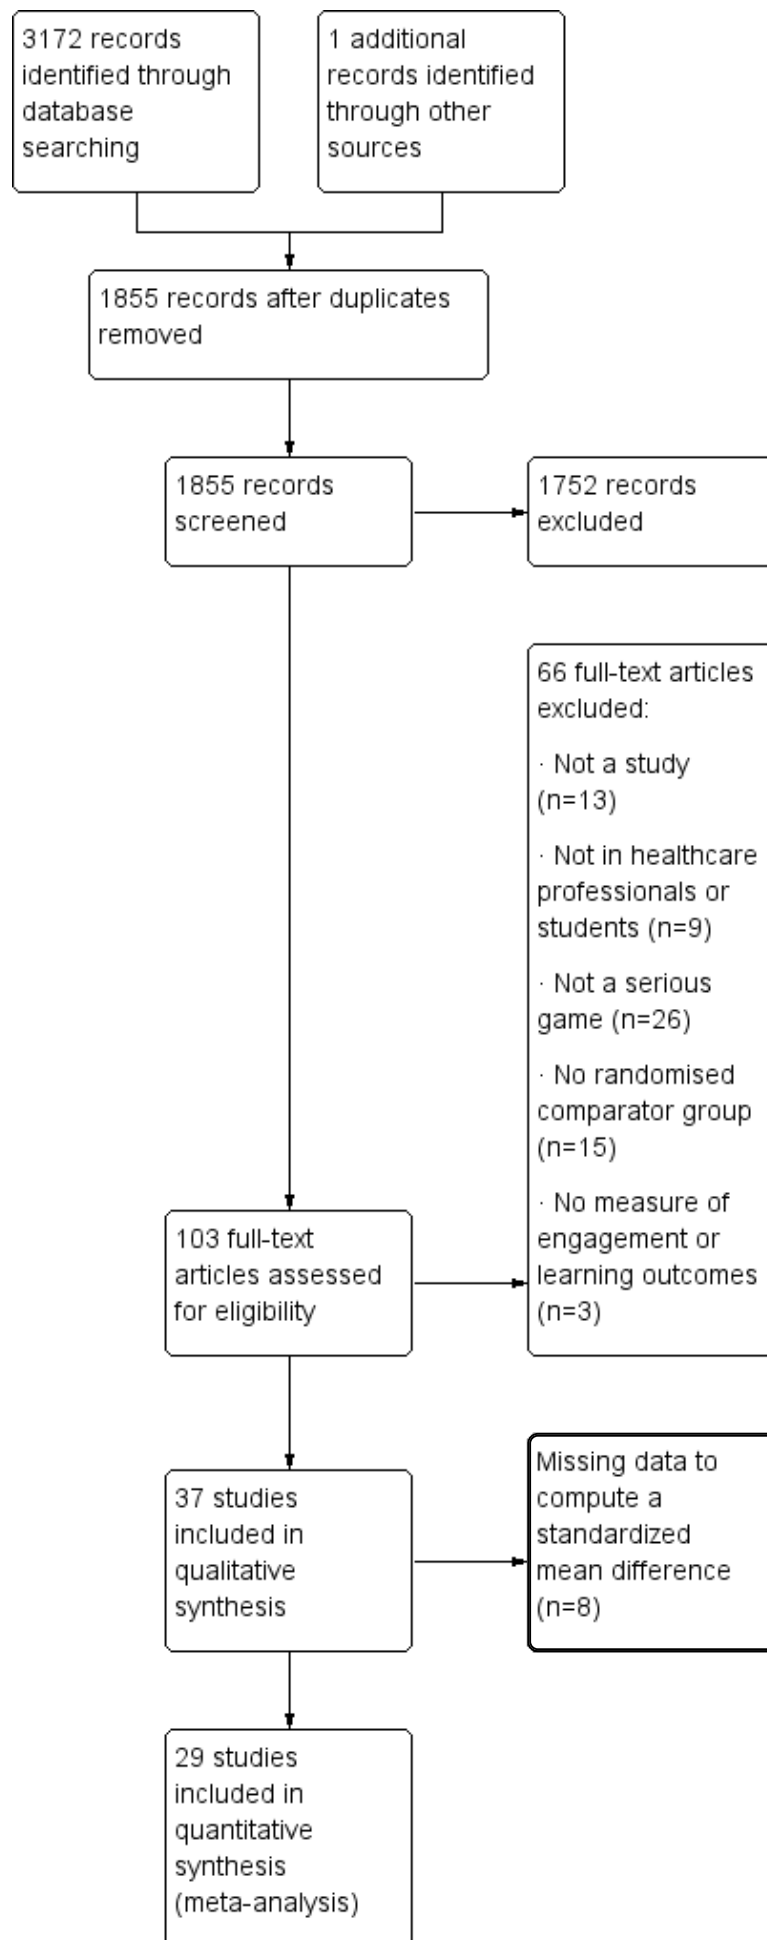 3172 records
identified through
database
searching
1 additional
records identified
through other
sources
1855 records after duplicates
removed
1855 records
screened
1752 records
excluded
66 full-text articles
excluded:
· Not a study
(n=13)
· Not in healthcare
professionals or
students (n=9)
· Not a serious
game (n=26)
· No randomised
comparator group
(n=15)
· No measure of
engagement or
learning outcomes
(n=3)
103 full-text
articles assessed
for eligibility
37 studies
included in
qualitative
synthesis
Missing data to
compute a
standardized
mean difference
(n=8)
29 studies
included in
quantitative
synthesis
(meta-analysis)